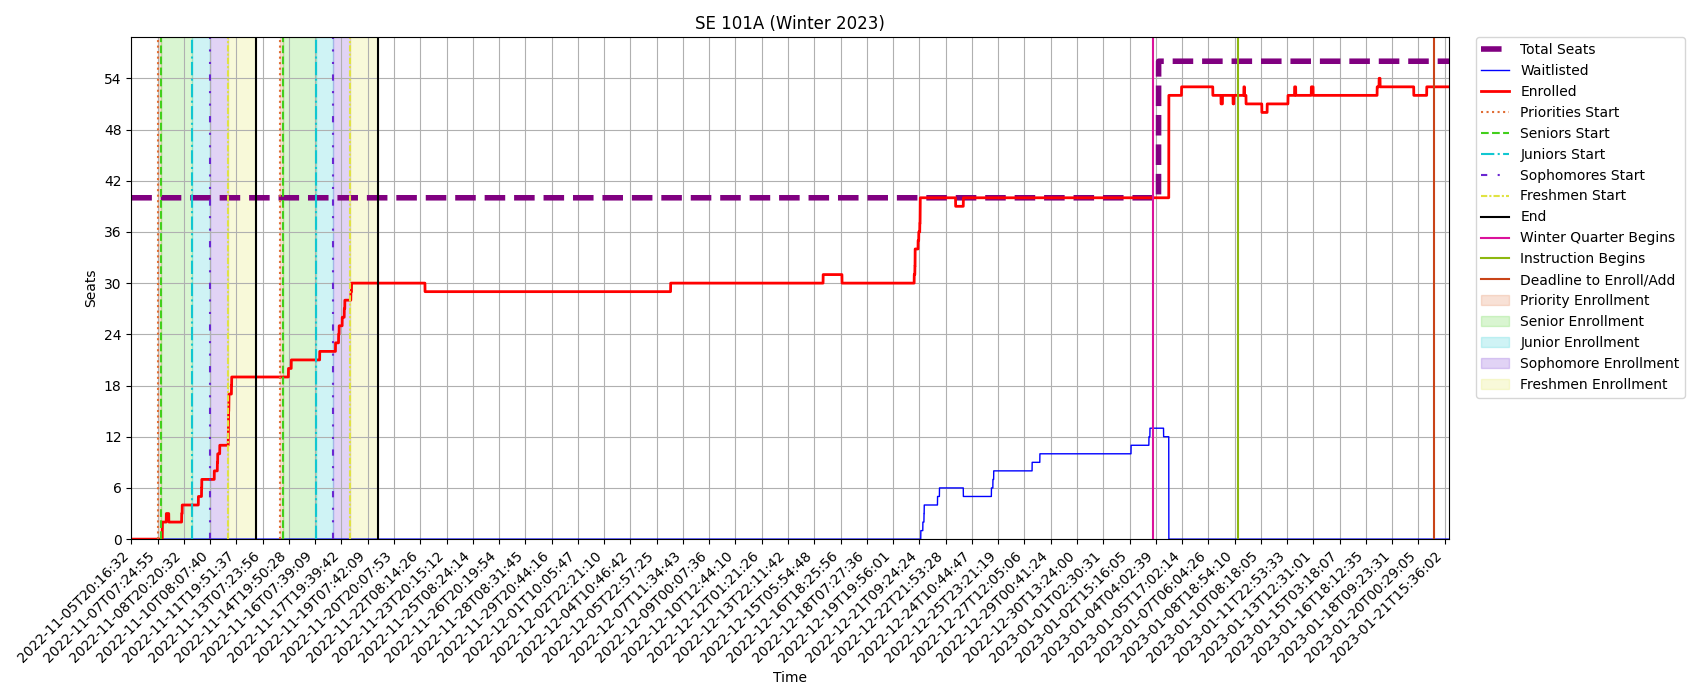 SE 101A (Winter 2023)
Seats
54
48
42
36
30
24
18
12
6
0
2022-11-05T20:16:32
2022-11-07T07:24:55
2022-11-08T20:20:32
2022-11-10T08:07:40
2022-11-11T19:51:37
2022-11-13T07:23:50
2022-11-14T19:50:28
2022-11-16T07:39:09
2022-11-17T19:39:42
2022-11-19T07:42:09
2022-11-20T20:07:53
2022-11-22T08:14:26
2022-11-23T20:15:12
2022-11-25T08:24:14
2022-11-26T20:19:54
2022-11-28T08:31:45
2022-11-29T20:44:16
2022-12-01T10:05:47
2022-12-02T22:21:10
2022-12-04T10:46:42
2022-12-05T22:57:25
2022-12-07T11:34:43
2022-12-09T00:07:36
2022-12-10T12:44:10
2022-12-12T01:21:26
2022-12-13T22:11:42
2022-12-15T05:54:48
2022-12-16T18:25:56
2022-12-18T07:27:36
2022-12-19T19:56:01
2022-12-21T09:24:24
2022-12-22T21:53:28
2022-12-24T10:44:47
2022-12-25T23:21:19
2022-12-27T12:05:06
2022-12-29T00:41:24
2022-12-30T13:24:00
2023-01-01T02:30:31
2023-01-02T15:16:05
2023-01-04T04:02:39
2023-01-05T17:02:14
2023-01-07T06:04:26
2023-01-08T18:54:10
2023-01-10T08:18:05
2023-01-11T22:53:33
2023-01-13T12:31:01
2023-01-15T03:18:07
2023-01-16T18:12:35
2023-01-18T09:23:31
2023-01-20T00:29:05
2023-01-21T15:36:02
Time
Total Seats
Waitlisted
Enrolled
Priorities Start
Seniors Start
Juniors Start
Sophomores Start
Freshmen Start
End
Winter Quarter Begins
Instruction Begins
Deadline to Enroll/Add
Priority Enrollment
Senior Enrollment
Junior Enrollment
Sophomore Enrollment
Freshmen Enrollment